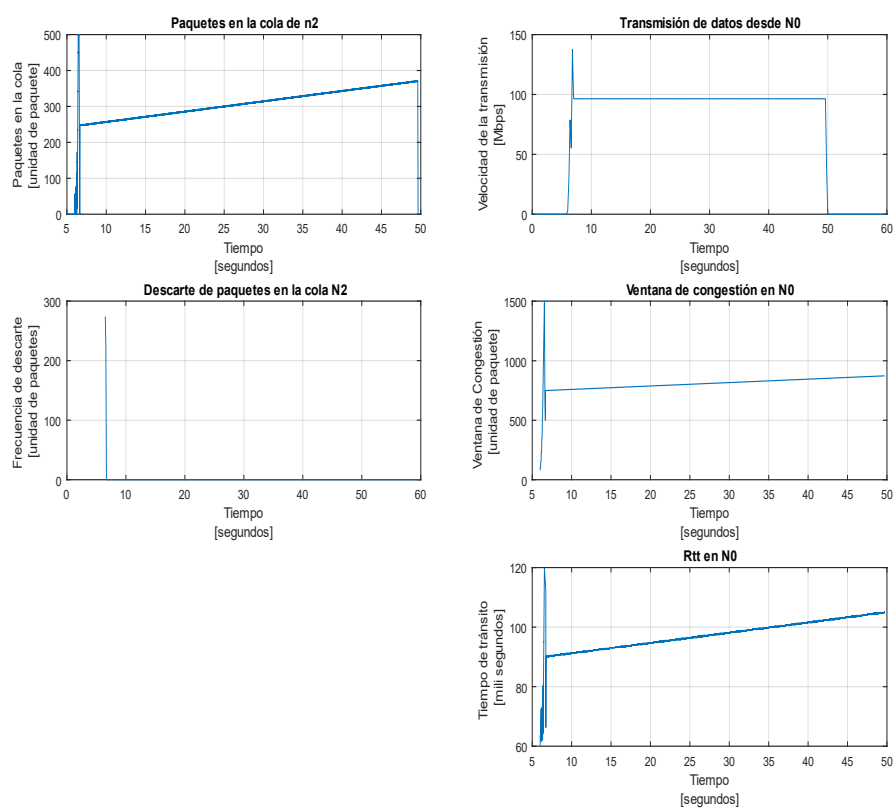 Paquetes en la cola de n2
Paquetes en la cola
[unidad de paquete]
500
400
300
200
100
0
5 10 15 20 25 30 35 40 45 50
Tiempo
[segundos]
Transmisión de datos desde N0
Velocidad de la transmisión
[Mbps]
150
100
50
0
0 10 20 30 40 50 60
Tiempo
[segundos]
Descarte de paquetes en la cola N2
Frecuencia de descarte
[unidad de paquetes]
300
200
100
0
0 10 20 30 40 50 60
Tiempo
[segundos]
Ventana de congestión en N0
Ventana de Congestión
[unidad de paquete]
1500
1000
500
0
5 10 15 20 25 30 35 40 45 50
Tiempo
[segundos]
Rtt en N0
Tiempo de tránsito
[mili segundos]
120
100
80
60
5 10 15 20 25 30 35 40 45 50
Tiempo
[segundos]